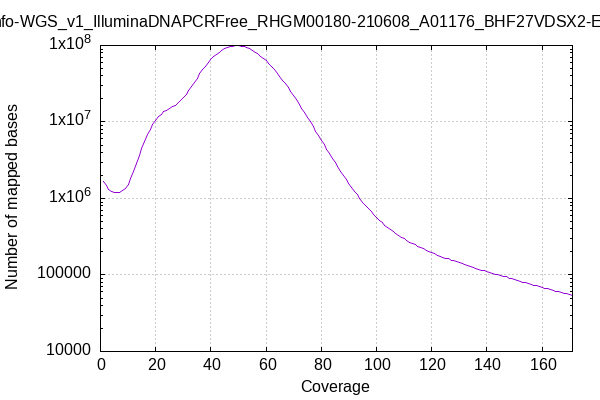 nfo-WGS_v1_IlluminaDNAPCRFree_RHGM00180-210608_A01176_BHF27VDSX2-E
1x10^8
1x10^7
1x10^6
100000
10000
Number of mapped bases
0 20 40 60 80 100 120 140 160
Coverage